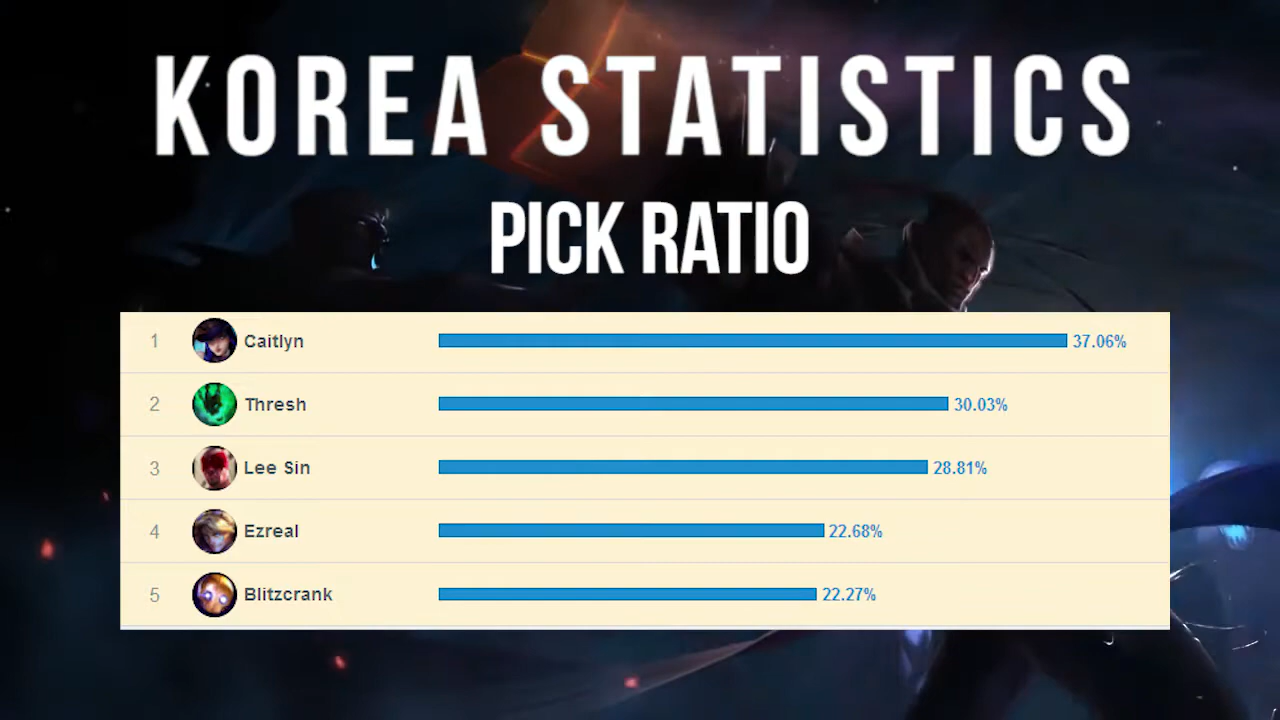 KOREA STATISTICS
PICK RATIO
1 Caitlyn 37.06%
2 Thresh 30.03%
3 Lee Sin 28.81%
4 Ezreal 22.68%
5 Blitzcrank 22.27%